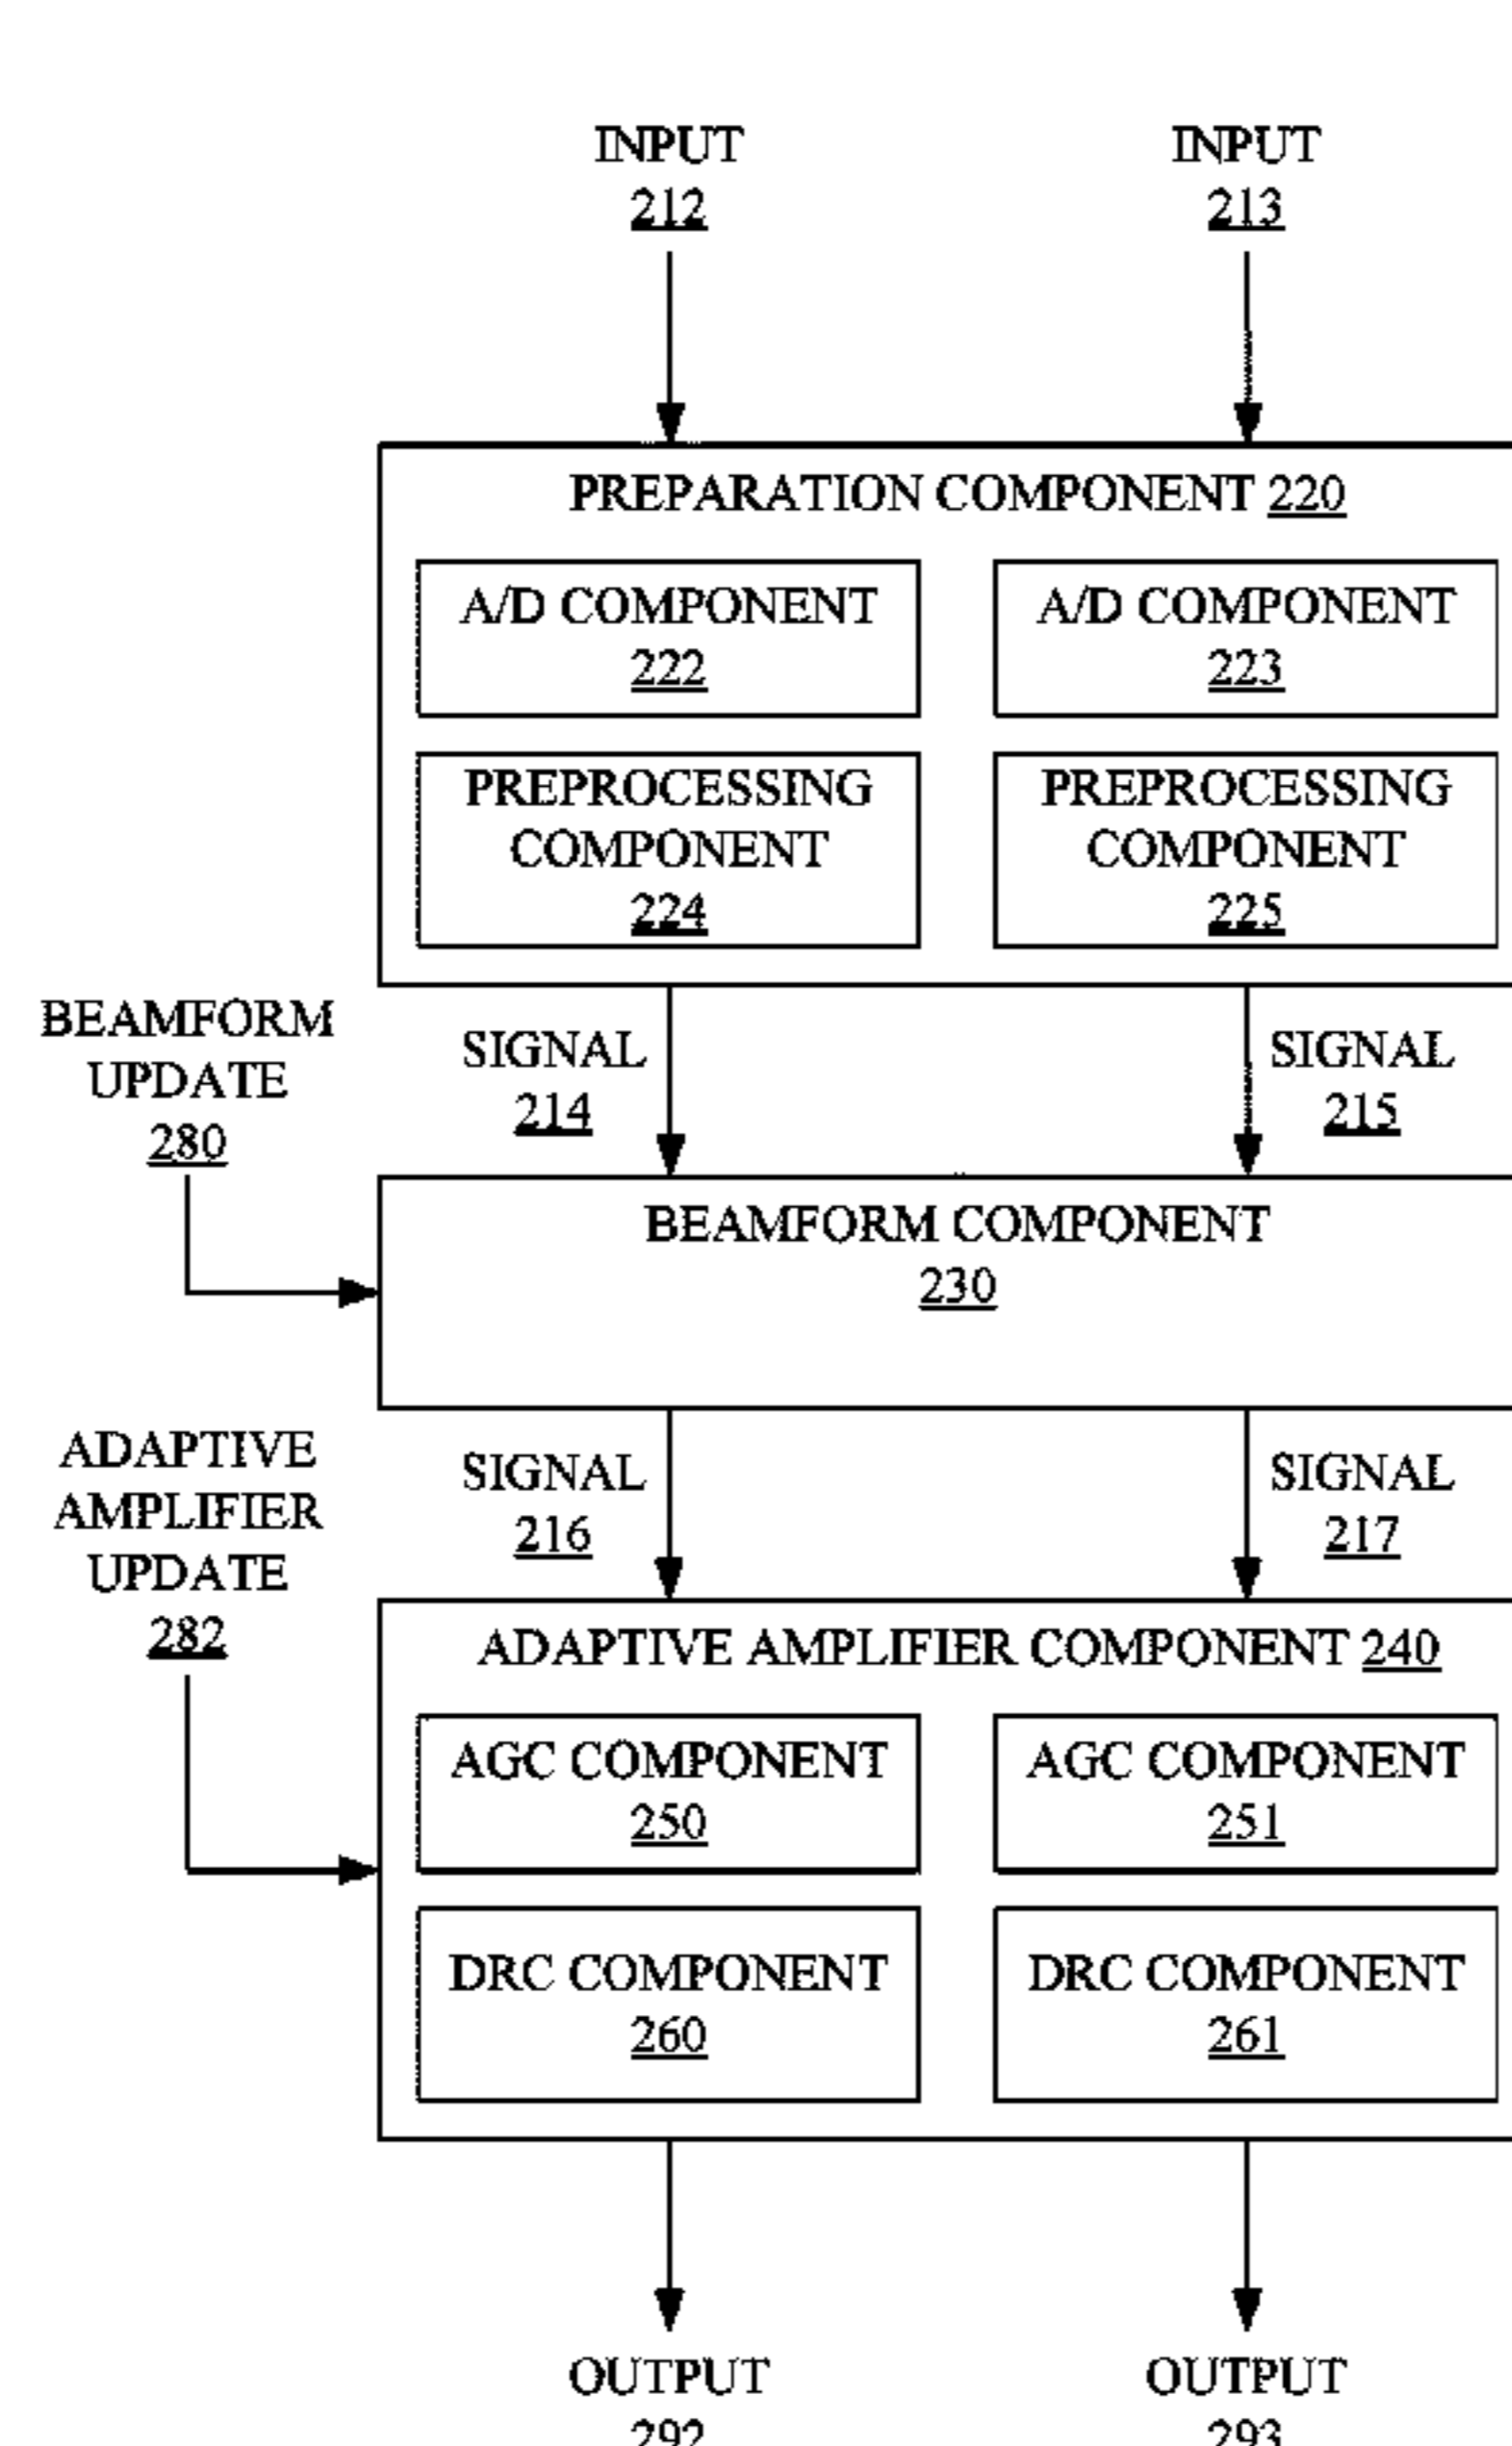 INPUT
212
INPUT
213
PREPARATION COMPONENT 220
A/D COMPONENT
222
A/D COMPONENT
223
PREPROCESSING
COMPONENT
224
PREPROCESSING
COMPONENT
225
BEAMFORM
UPDATE
280
SIGNAL
214
SIGNAL
215
BEAMFORM COMPONENT
230
ADAPTIVE
AMPLIFIER
UPDATE
282
SIGNAL
216
SIGNAL
217
ADAPTIVE AMPLIFIER COMPONENT 240
AGC COMPONENT
250
AGC COMPONENT
251
DRC COMPONENT
260
DRC COMPONENT
261
OUTPUT
292
OUTPUT
293